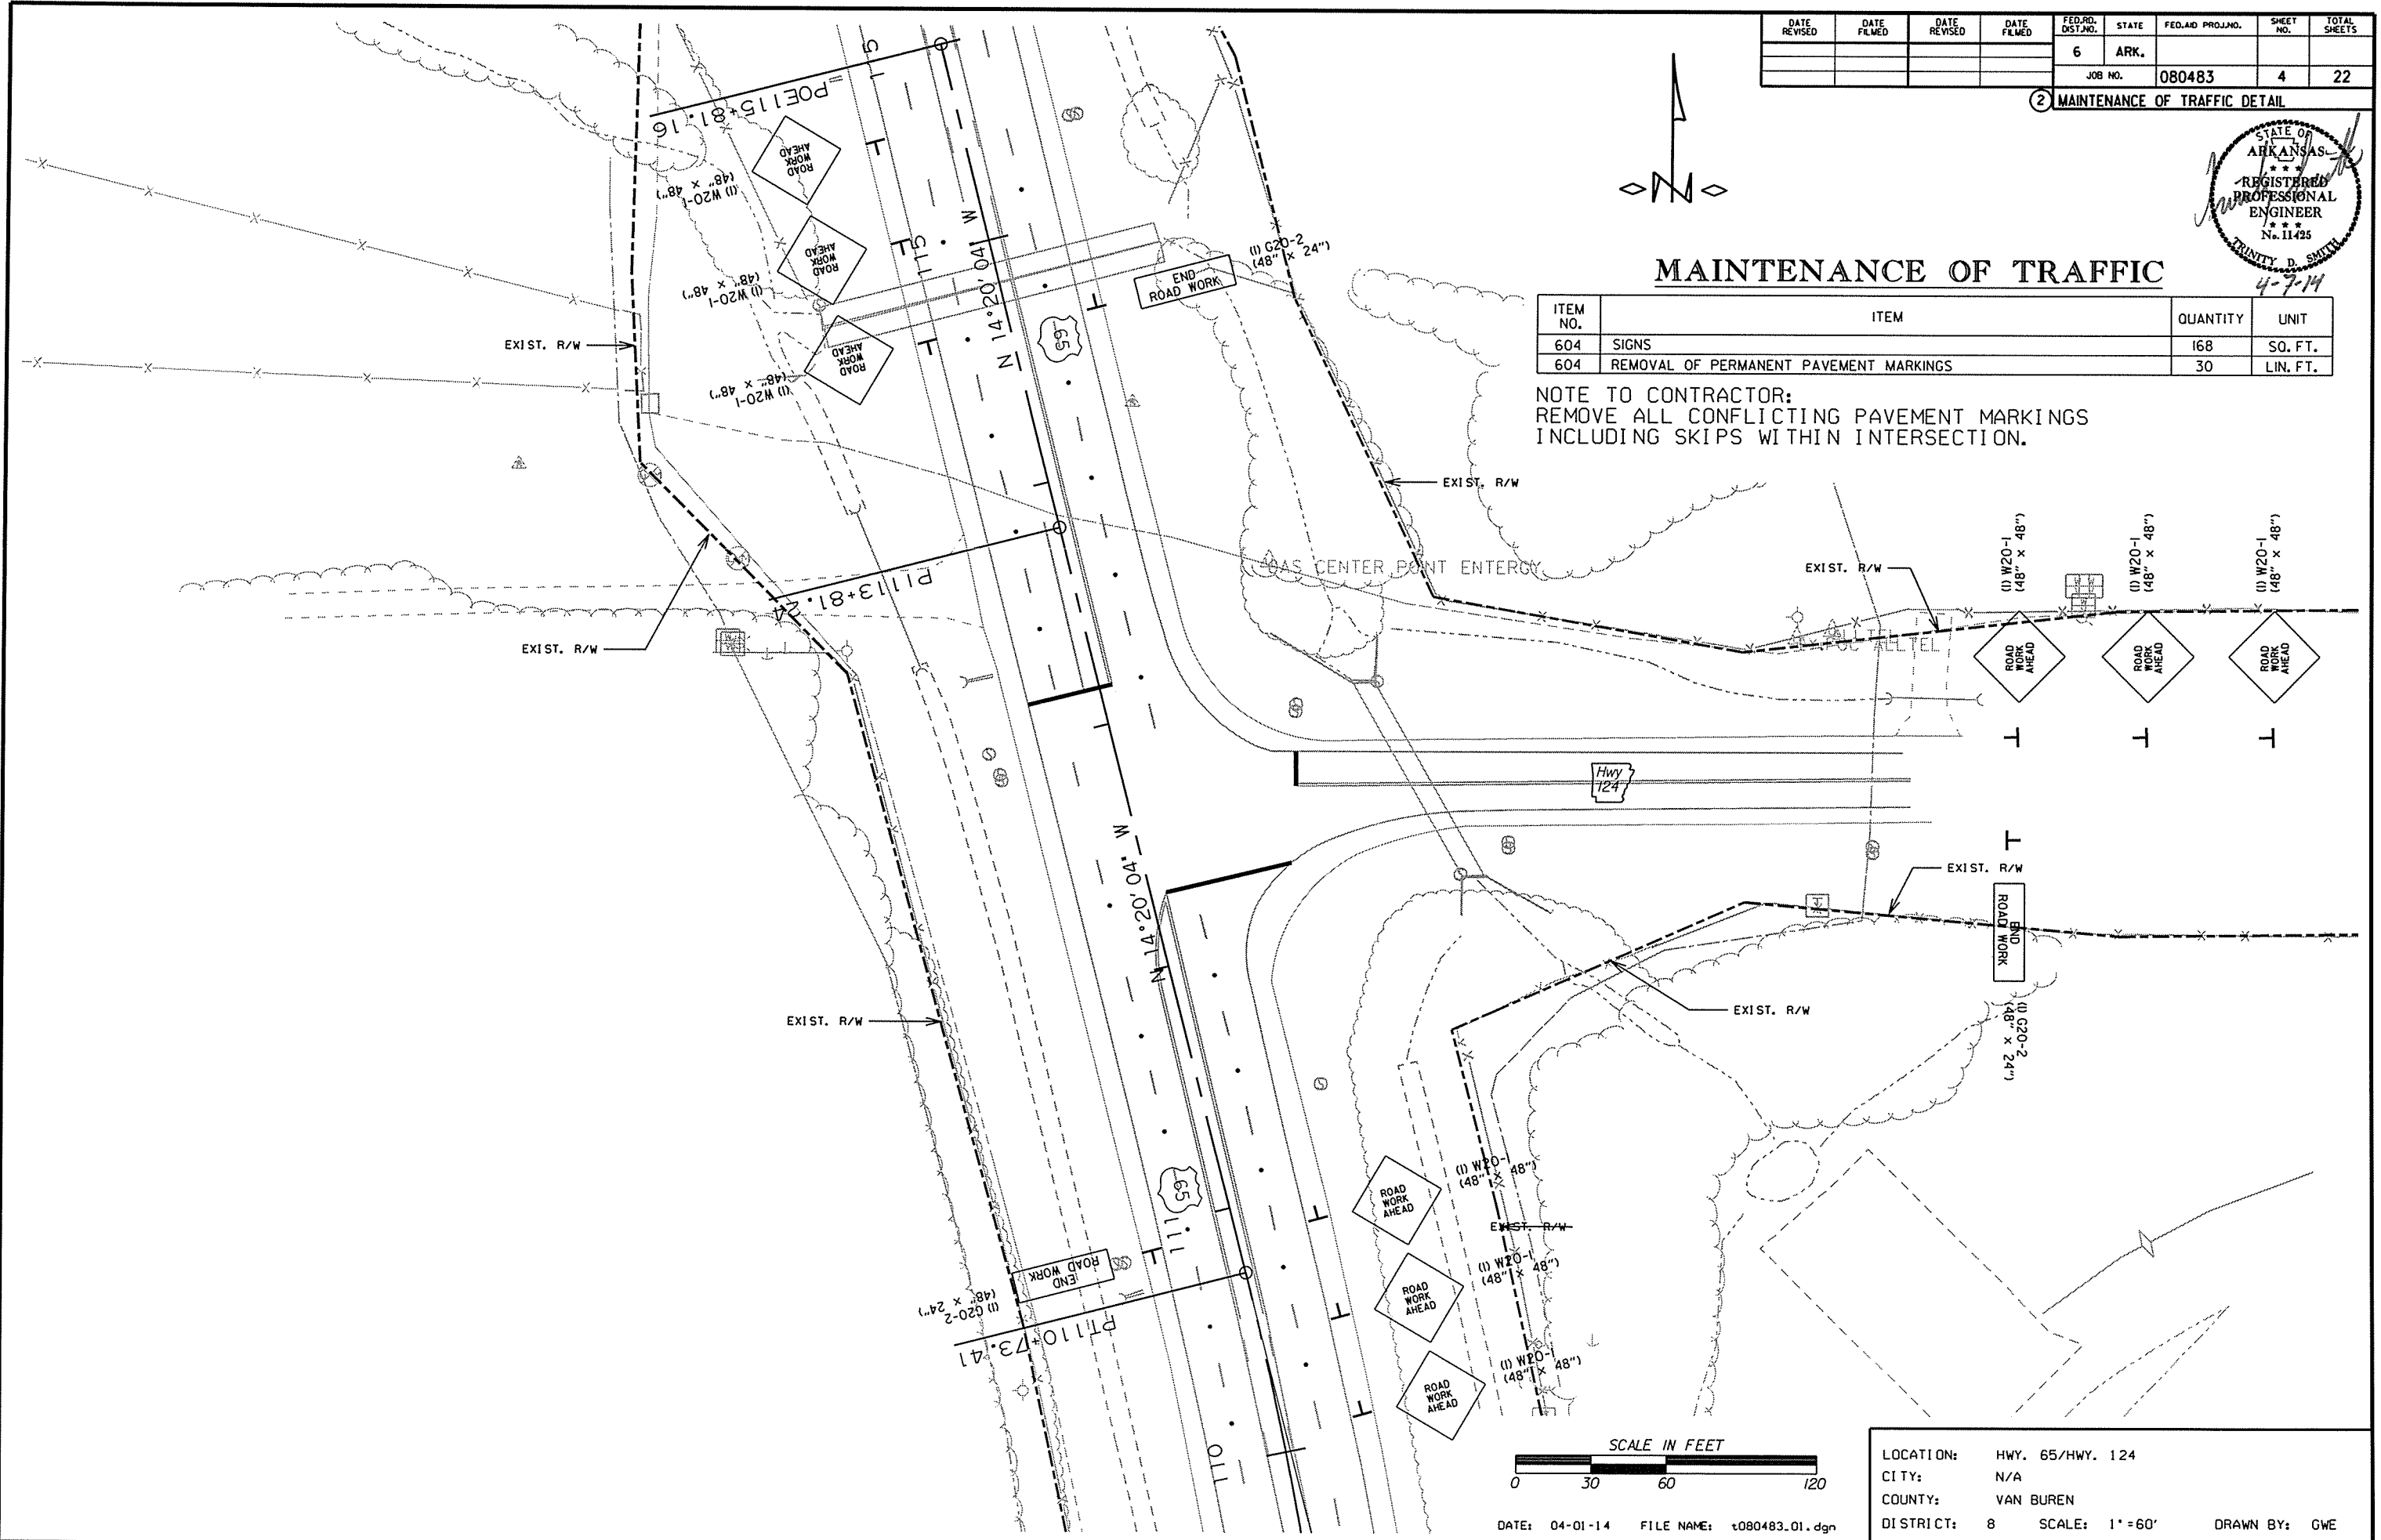 DATE REVISED
DATE FILMED
DATE REVISED
DATE FILMED
FED.RD. DIST.NO.
STATE
FED.AID PROJ.NO.
SHEET NO.
TOTAL SHEETS
6
ARK.
JOB NO.
080483
4
22
2
MAINTENANCE OF TRAFFIC DETAIL
STATE OF
ARKANSAS
★ ★ ★
REGISTERED
PROFESSIONAL
ENGINEER
★ ★ ★
No. 11425
TRINITY D. SMITH
4-7-14
N
MAINTENANCE OF TRAFFIC
ITEM NO.
ITEM
QUANTITY
UNIT
604
SIGNS
168
SQ. FT.
604
REMOVAL OF PERMANENT PAVEMENT MARKINGS
30
LIN. FT.
NOTE TO CONTRACTOR:
REMOVE ALL CONFLICTING PAVEMENT MARKINGS
INCLUDING SKIPS WITHIN INTERSECTION.
115
POE115+81.16
ROAD
WORK
AHEAD
(1) W20-1
(48" × 48")
ROAD
WORK
AHEAD
(1) W20-1
(48" × 48")
ROAD
WORK
AHEAD
(1) W20-1
(48" × 48")
115
N 14°20'04" W
65
END
ROAD WORK
(1) G20-2
(48" × 24")
EXIST. R/W
EXIST. R/W
EXIST. R/W
EXIST. R/W
PI113+81.24
GAS CENTER POINT ENTERGY
EXIST. R/W
ALLTEL
(1) W20-1
(48" × 48")
(1) W20-1
(48" × 48")
(1) W20-1
(48" × 48")
ROAD
WORK
AHEAD
ROAD
WORK
AHEAD
ROAD
WORK
AHEAD
Hwy
124
N 14°20'04" W
EXIST. R/W
END
ROAD WORK
(1) G20-2
(48" × 24")
EXIST. R/W
EXIST. R/W
65
111
END
ROAD WORK
(1) G20-2
(48" × 24")
PT110+73.41
110
ROAD
WORK
AHEAD
(1) W20-1
(48" × 48")
EXIST. R/W
ROAD
WORK
AHEAD
(1) W20-1
(48" × 48")
ROAD
WORK
AHEAD
(1) W20-1
(48" × 48")
SCALE IN FEET
0 30 60 120
DATE: 04-01-14 FILE NAME: t080483_01.dgn
LOCATION: HWY. 65/HWY. 124
CITY: N/A
COUNTY: VAN BUREN
DISTRICT: 8 SCALE: 1"=60' DRAWN BY: GWE